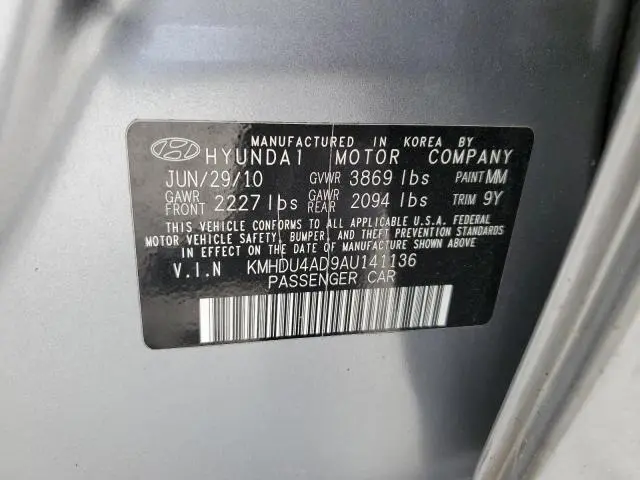 MANUFACTURED IN KOREA BY
HYUNDAI MOTOR COMPANY
JUN/29/10 GVWR 3869 lbs PAINT MM
GAWR FRONT 2227 lbs GAWR REAR 2094 lbs TRIM 9Y
THIS VEHICLE CONFORMS TO ALL APPLICABLE U.S.A. FEDERAL
MOTOR VEHICLE SAFETY, BUMPER, AND THEFT PREVENTION STANDARDS
IN EFFECT ON THE DATE OF MANUFACTURE SHOWN ABOVE
V.I.N KMHDU4AD9AU141136
PASSENGER CAR